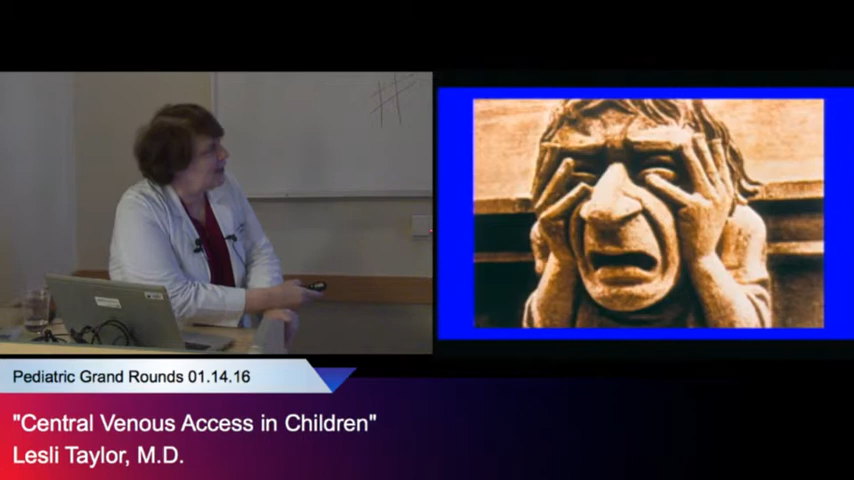 Pediatric Grand Rounds 01.14.16
"Central Venous Access in Children"
Lesli Taylor, M.D.